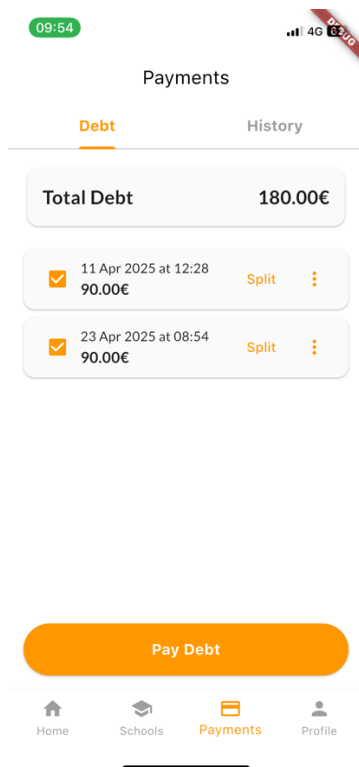 09:54
4G
DEBUG
Payments
Debt History
Total Debt 180.00€
11 Apr 2025 at 12:28
90.00€
Split
23 Apr 2025 at 08:54
90.00€
Split
Pay Debt
Home Schools Payments Profile